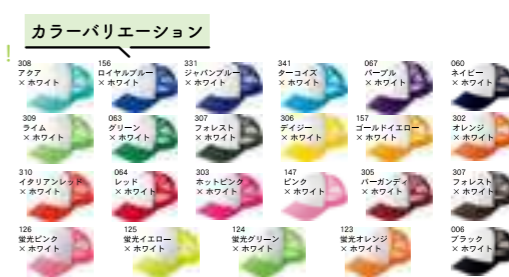 カラーバリエーション
!
308
アクア
× ホワイト
156
ロイヤルブルー
× ホワイト
331
ジャパンブルー
× ホワイト
341
ターコイズ
× ホワイト
067
パープル
× ホワイト
060
ネイビー
× ホワイト
309
ライム
× ホワイト
063
グリーン
× ホワイト
307
フォレスト
× ホワイト
306
デイジー
× ホワイト
157
ゴールドイエロー
× ホワイト
302
オレンジ
× ホワイト
310
イタリアンレッド
× ホワイト
064
レッド
× ホワイト
303
ホットピンク
× ホワイト
147
ピンク
× ホワイト
305
バーガンディ
× ホワイト
307
フォレスト
× ホワイト
126
蛍光ピンク
× ホワイト
125
蛍光イエロー
× ホワイト
124
蛍光グリーン
× ホワイト
123
蛍光オレンジ
× ホワイト
006
ブラック
× ホワイト